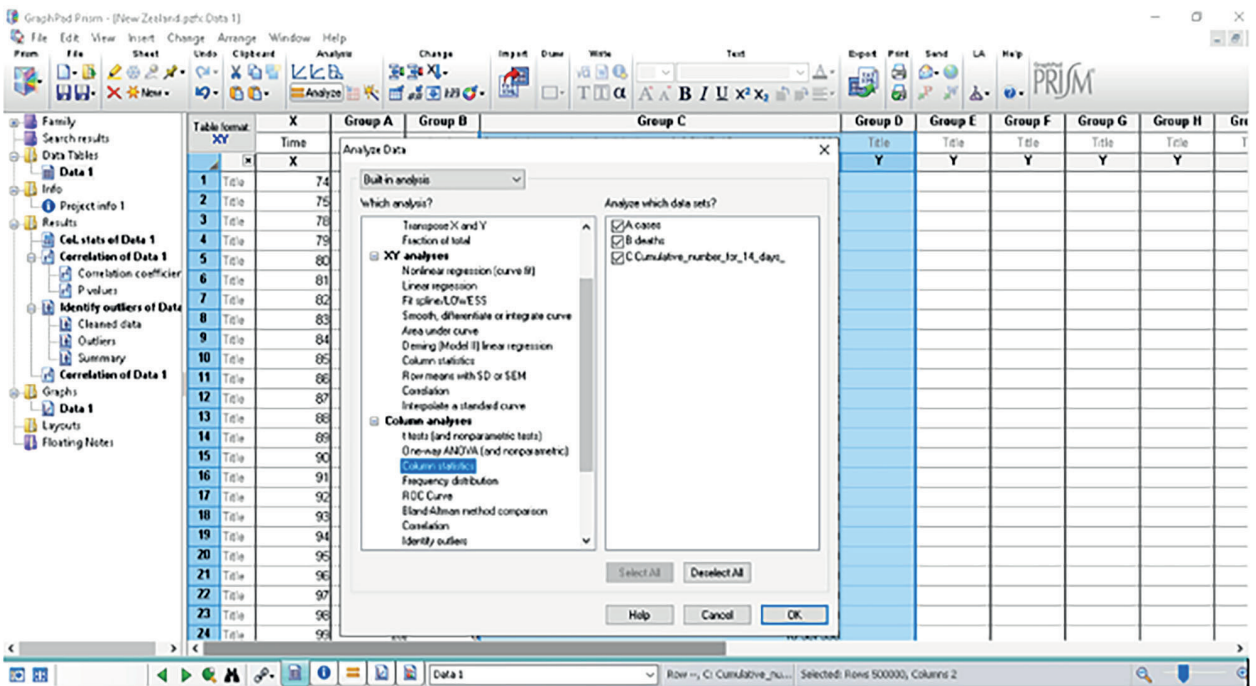 GraphPad Prism - [New Zealand.pzfx:Data 1]
File Edit View Insert Change Arrange Window Help
Prism File Sheet Undo Clipboard Analysis Change Import Draw Write Text Export Print Send LA Help
New
Analyze
T α A A B I U X² X₂ A
GraphPad
PRISM
Family
Search results
Data Tables
Data 1
Info
Project info 1
Results
Col. stats of Data 1
Correlation of Data 1
Correlation coefficier
P values
Identify outliers of Data
Cleaned data
Outliers
Summary
Correlation of Data 1
Graphs
Data 1
Layouts
Floating Notes
Table format: X Group A Group B Group C Group D Group E Group F Group G Group H Gro
XY Time Title Title Title Title Title T
X Y Y Y Y Y
1 Title 74
2 Title 75
3 Title 78
4 Title 79
5 Title 80
6 Title 81
7 Title 82
8 Title 83
9 Title 84
10 Title 85
11 Title 86
12 Title 87
13 Title 88
14 Title 89
15 Title 90
16 Title 91
17 Title 92
18 Title 93
19 Title 94
20 Title 95
21 Title 96
22 Title 97
23 Title 98
24 Title 99
Analyze Data
Built-in analysis
Which analysis?
Transpose X and Y
Fraction of total
XY analyses
Nonlinear regression (curve fit)
Linear regression
Fit spline/LOWESS
Smooth, differentiate or integrate curve
Area under curve
Deming (Model II) linear regression
Column statistics
Row means with SD or SEM
Correlation
Interpolate a standard curve
Column analyses
t tests (and nonparametric tests)
One-way ANOVA (and nonparametric)
Column statistics
Frequency distribution
ROC Curve
Bland-Altman method comparison
Correlation
Identify outliers
Analyze which data sets?
A:cases
B:deaths
C:Cumulative_number_for_14_days_
Select All Deselect All
Help Cancel OK
Data 1
Row --, C: Cumulative_nu... Selected: Rows 500000, Columns 2